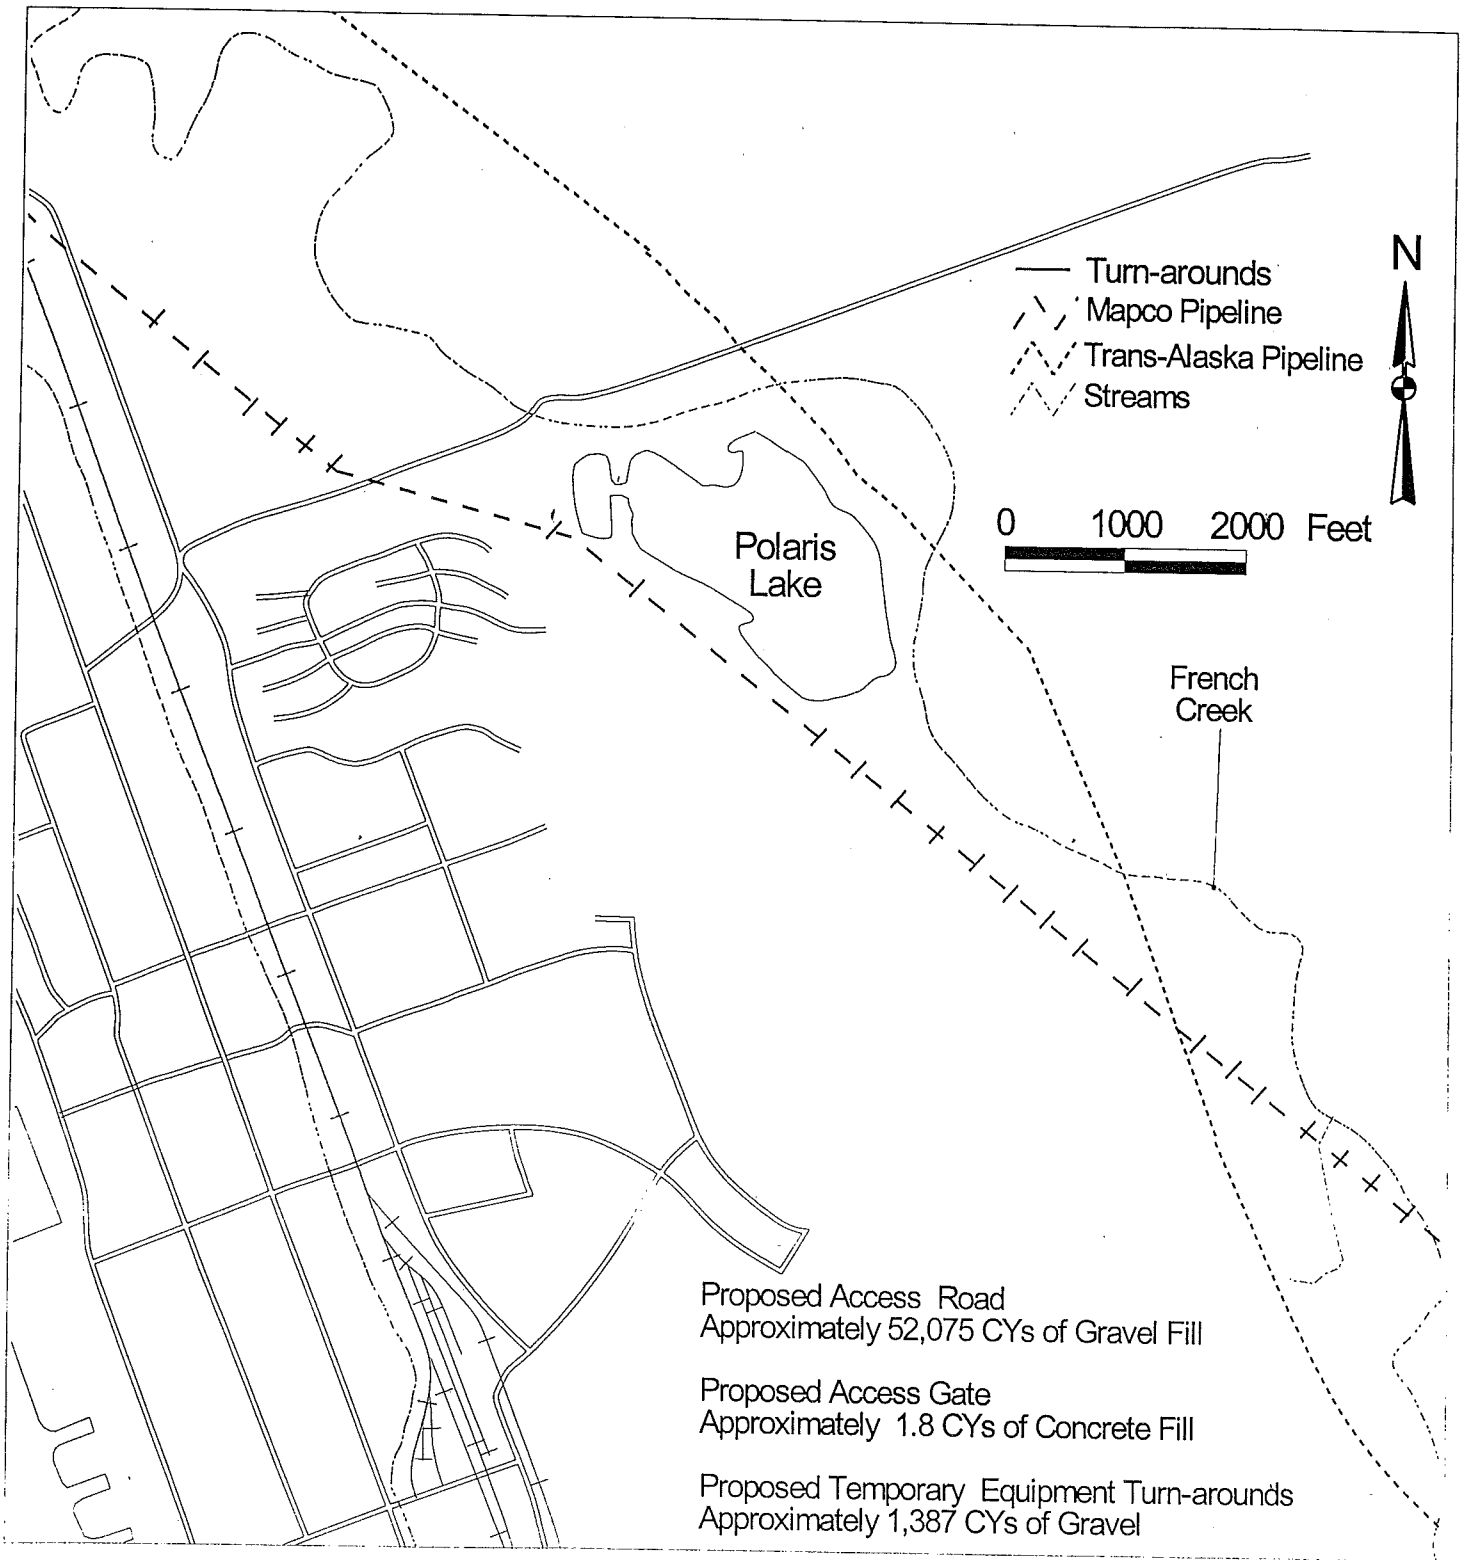 N
Turn-arounds
Mapco Pipeline
Trans-Alaska Pipeline
Streams
0 1000 2000 Feet
Polaris
Lake
French
Creek
Proposed Access Road
Approximately 52,075 CYs of Gravel Fill
Proposed Access Gate
Approximately 1.8 CYs of Concrete Fill
Proposed Temporary Equipment Turn-arounds
Approximately 1,387 CYs of Gravel